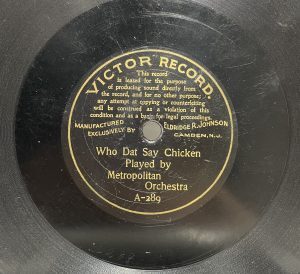 VICTOR RECORD.
This record
is leased for the purpose
of producing sound directly from
the record, and for no other purpose;
any attempt at copying or counterfeiting
will be construed as a violation of this
condition and as a basis for legal proceedings.
MANUFACTURED
EXCLUSIVELY BY
ELDRIDGE R. JOHNSON
CAMDEN, N.J.
Who Dat Say Chicken
Played by
Metropolitan
Orchestra
A-289